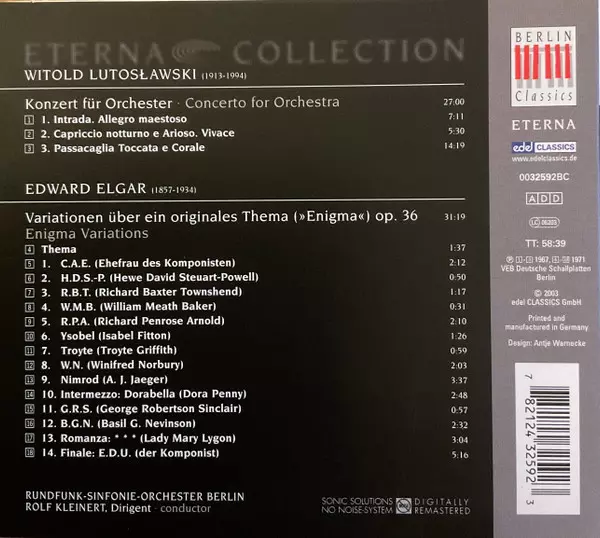 ETERNA COLLECTION
WITOLD LUTOSŁAWSKI (1913-1994)
Konzert für Orchester · Concerto for Orchestra 27:00
1 1. Intrada. Allegro maestoso 7:11
2 2. Capriccio notturno e Arioso. Vivace 5:30
3 3. Passacaglia Toccata e Corale 14:19
EDWARD ELGAR (1857-1934)
Variationen über ein originales Thema (»Enigma«) op. 36 31:19
Enigma Variations
4 Thema 1:37
5 1. C.A.E. (Ehefrau des Komponisten) 2:12
6 2. H.D.S.-P. (Hewe David Steuart-Powell) 0:50
7 3. R.B.T. (Richard Baxter Townshend) 1:17
8 4. W.M.B. (William Meath Baker) 0:31
9 5. R.P.A. (Richard Penrose Arnold) 2:10
10 6. Ysobel (Isabel Fitton) 1:26
11 7. Troyte (Troyte Griffith) 0:59
12 8. W.N. (Winifred Norbury) 2:03
13 9. Nimrod (A. J. Jaeger) 3:37
14 10. Intermezzo: Dorabella (Dora Penny) 2:48
15 11. G.R.S. (George Robertson Sinclair) 0:57
16 12. B.G.N. (Basil G. Nevinson) 2:32
17 13. Romanza: * * * (Lady Mary Lygon) 3:04
18 14. Finale: E.D.U. (der Komponist) 5:16
RUNDFUNK-SINFONIE-ORCHESTER BERLIN
ROLF KLEINERT, Dirigent · conductor
SONIC SOLUTIONS
NO NOISE-SYSTEM
DIGITALLY
REMASTERED
BERLIN
Classics
ETERNA
edel CLASSICS
www.edelclassics.de
0032592BC
ADD
LC 06203
TT: 58:39
℗ 1-3 1967, 4-18 1971
VEB Deutsche Schallplatten
Berlin
© 2003
edel CLASSICS GmbH
Printed and
manufactured in Germany
Design: Antje Warnecke
7 82124 32592 3